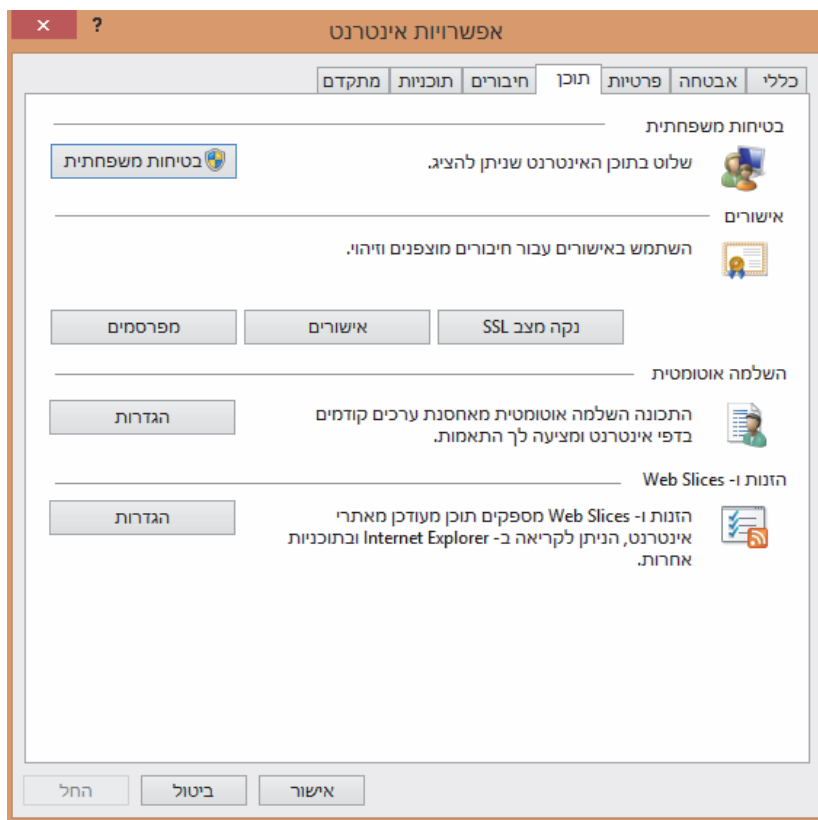 אפשרויות אינטרנט
?
כללי
אבטחה
פרטיות
תוכן
חיבורים
תוכניות
מתקדם
בטיחות משפחתית
שלוט בתוכן האינטרנט שניתן להציג.
בטיחות משפחתית
אישורים
השתמש באישורים עבור חיבורים מוצפנים וזיהוי.
נקה מצב SSL
אישורים
מפרסמים
השלמה אוטומטית
התכונה השלמה אוטומטית מאחסנת ערכים קודמים
בדפי אינטרנט ומציעה לך התאמות.
הגדרות
הזנות ו- Web Slices
הזנות ו- Web Slices מספקים תוכן מעודכן מאתרי
אינטרנט, הניתן לקריאה ב- Internet Explorer ובתוכניות
אחרות.
הגדרות
אישור
ביטול
החל